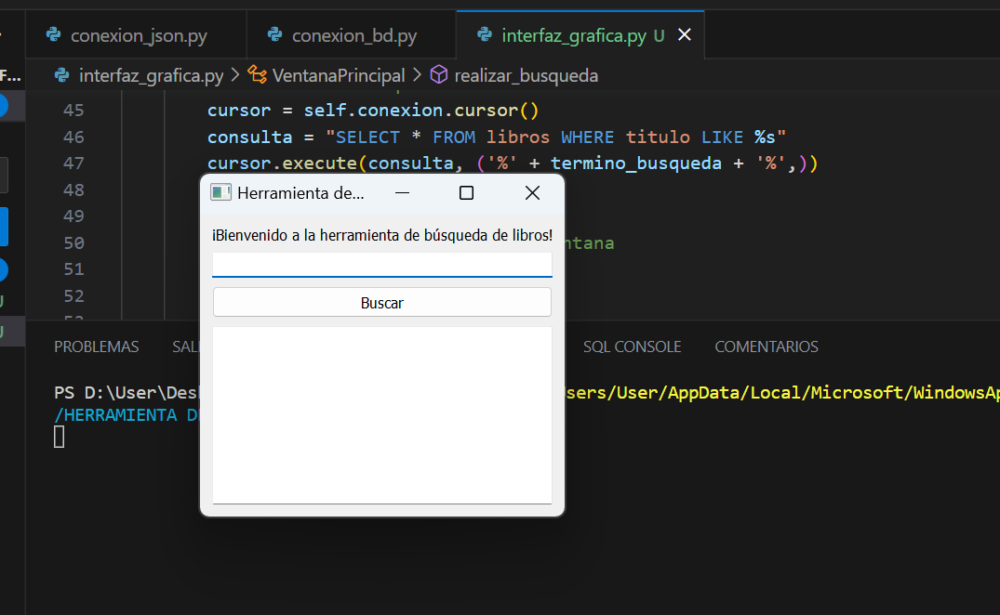 conexion_json.py conexion_bd.py interfaz_grafica.py U
F... interfaz_grafica.py > VentanaPrincipal > realizar_busqueda
45 cursor = self.conexion.cursor()
46 consulta = "SELECT * FROM libros WHERE titulo LIKE %s"
47 cursor.execute(consulta, ('%' + termino_busqueda + '%',))
48
49
50 ntana
51
52
Herramienta de...
¡Bienvenido a la herramienta de búsqueda de libros!
Buscar
PROBLEMAS SAL SQL CONSOLE COMENTARIOS
PS D:\User\Des sers/User/AppData/Local/Microsoft/WindowsAp
/HERRAMIENTA D